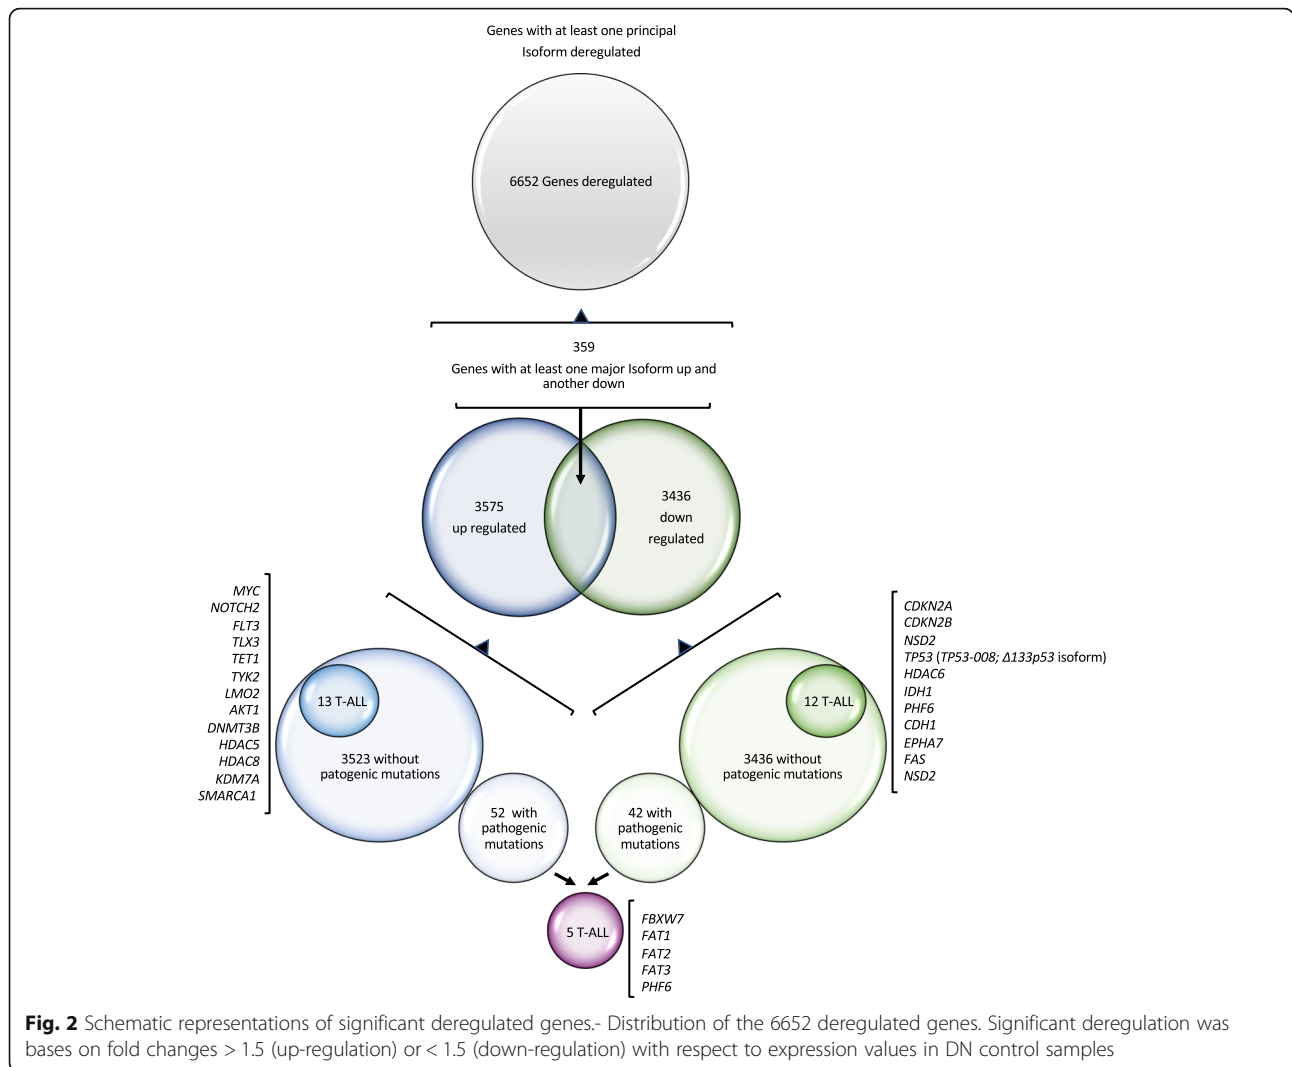 Genes with at least one principal
Isoform deregulated
6652 Genes deregulated
359
Genes with at least one major Isoform up and
another down
3575
up regulated
3436
down
regulated
MYC
NOTCH2
FLT3
TLX3
TET1
TYK2
LMO2
AKT1
DNMT3B
HDAC5
HDAC8
KDM7A
SMARCA1
13 T-ALL
3523 without
patogenic mutations
52 with
pathogenic
mutations
12 T-ALL
3436 without
patogenic mutations
42 with
pathogenic
mutations
CDKN2A
CDKN2B
NSD2
TP53 (TP53-008; Δ133p53 isoform)
HDAC6
IDH1
PHF6
CDH1
EPHA7
FAS
NSD2
5 T-ALL
FBXW7
FAT1
FAT2
FAT3
PHF6
Fig. 2 Schematic representations of significant deregulated genes.- Distribution of the 6652 deregulated genes. Significant deregulation was
bases on fold changes > 1.5 (up-regulation) or < 1.5 (down-regulation) with respect to expression values in DN control samples